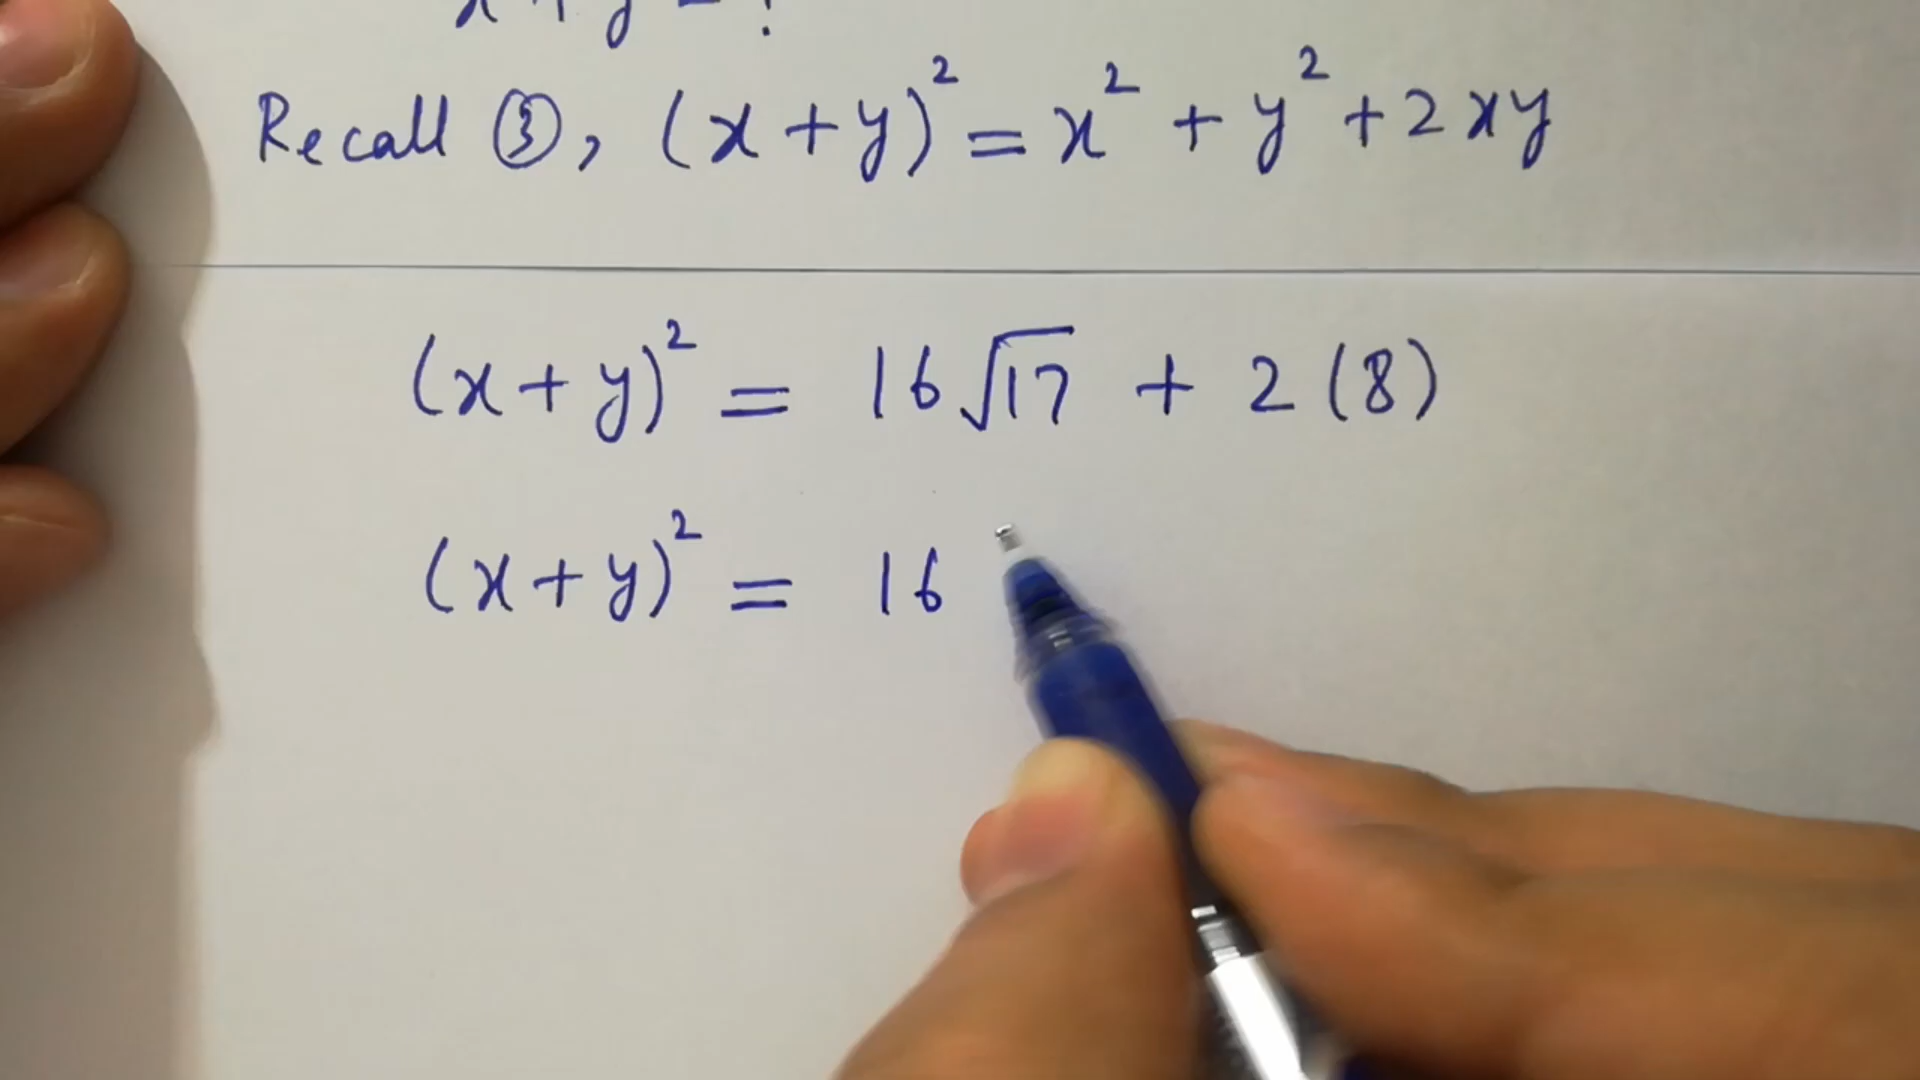 x + y = ?
Recall ③, (x + y)² = x² + y² + 2xy
(x + y)² = 16√17 + 2(8)
(x + y)² = 16